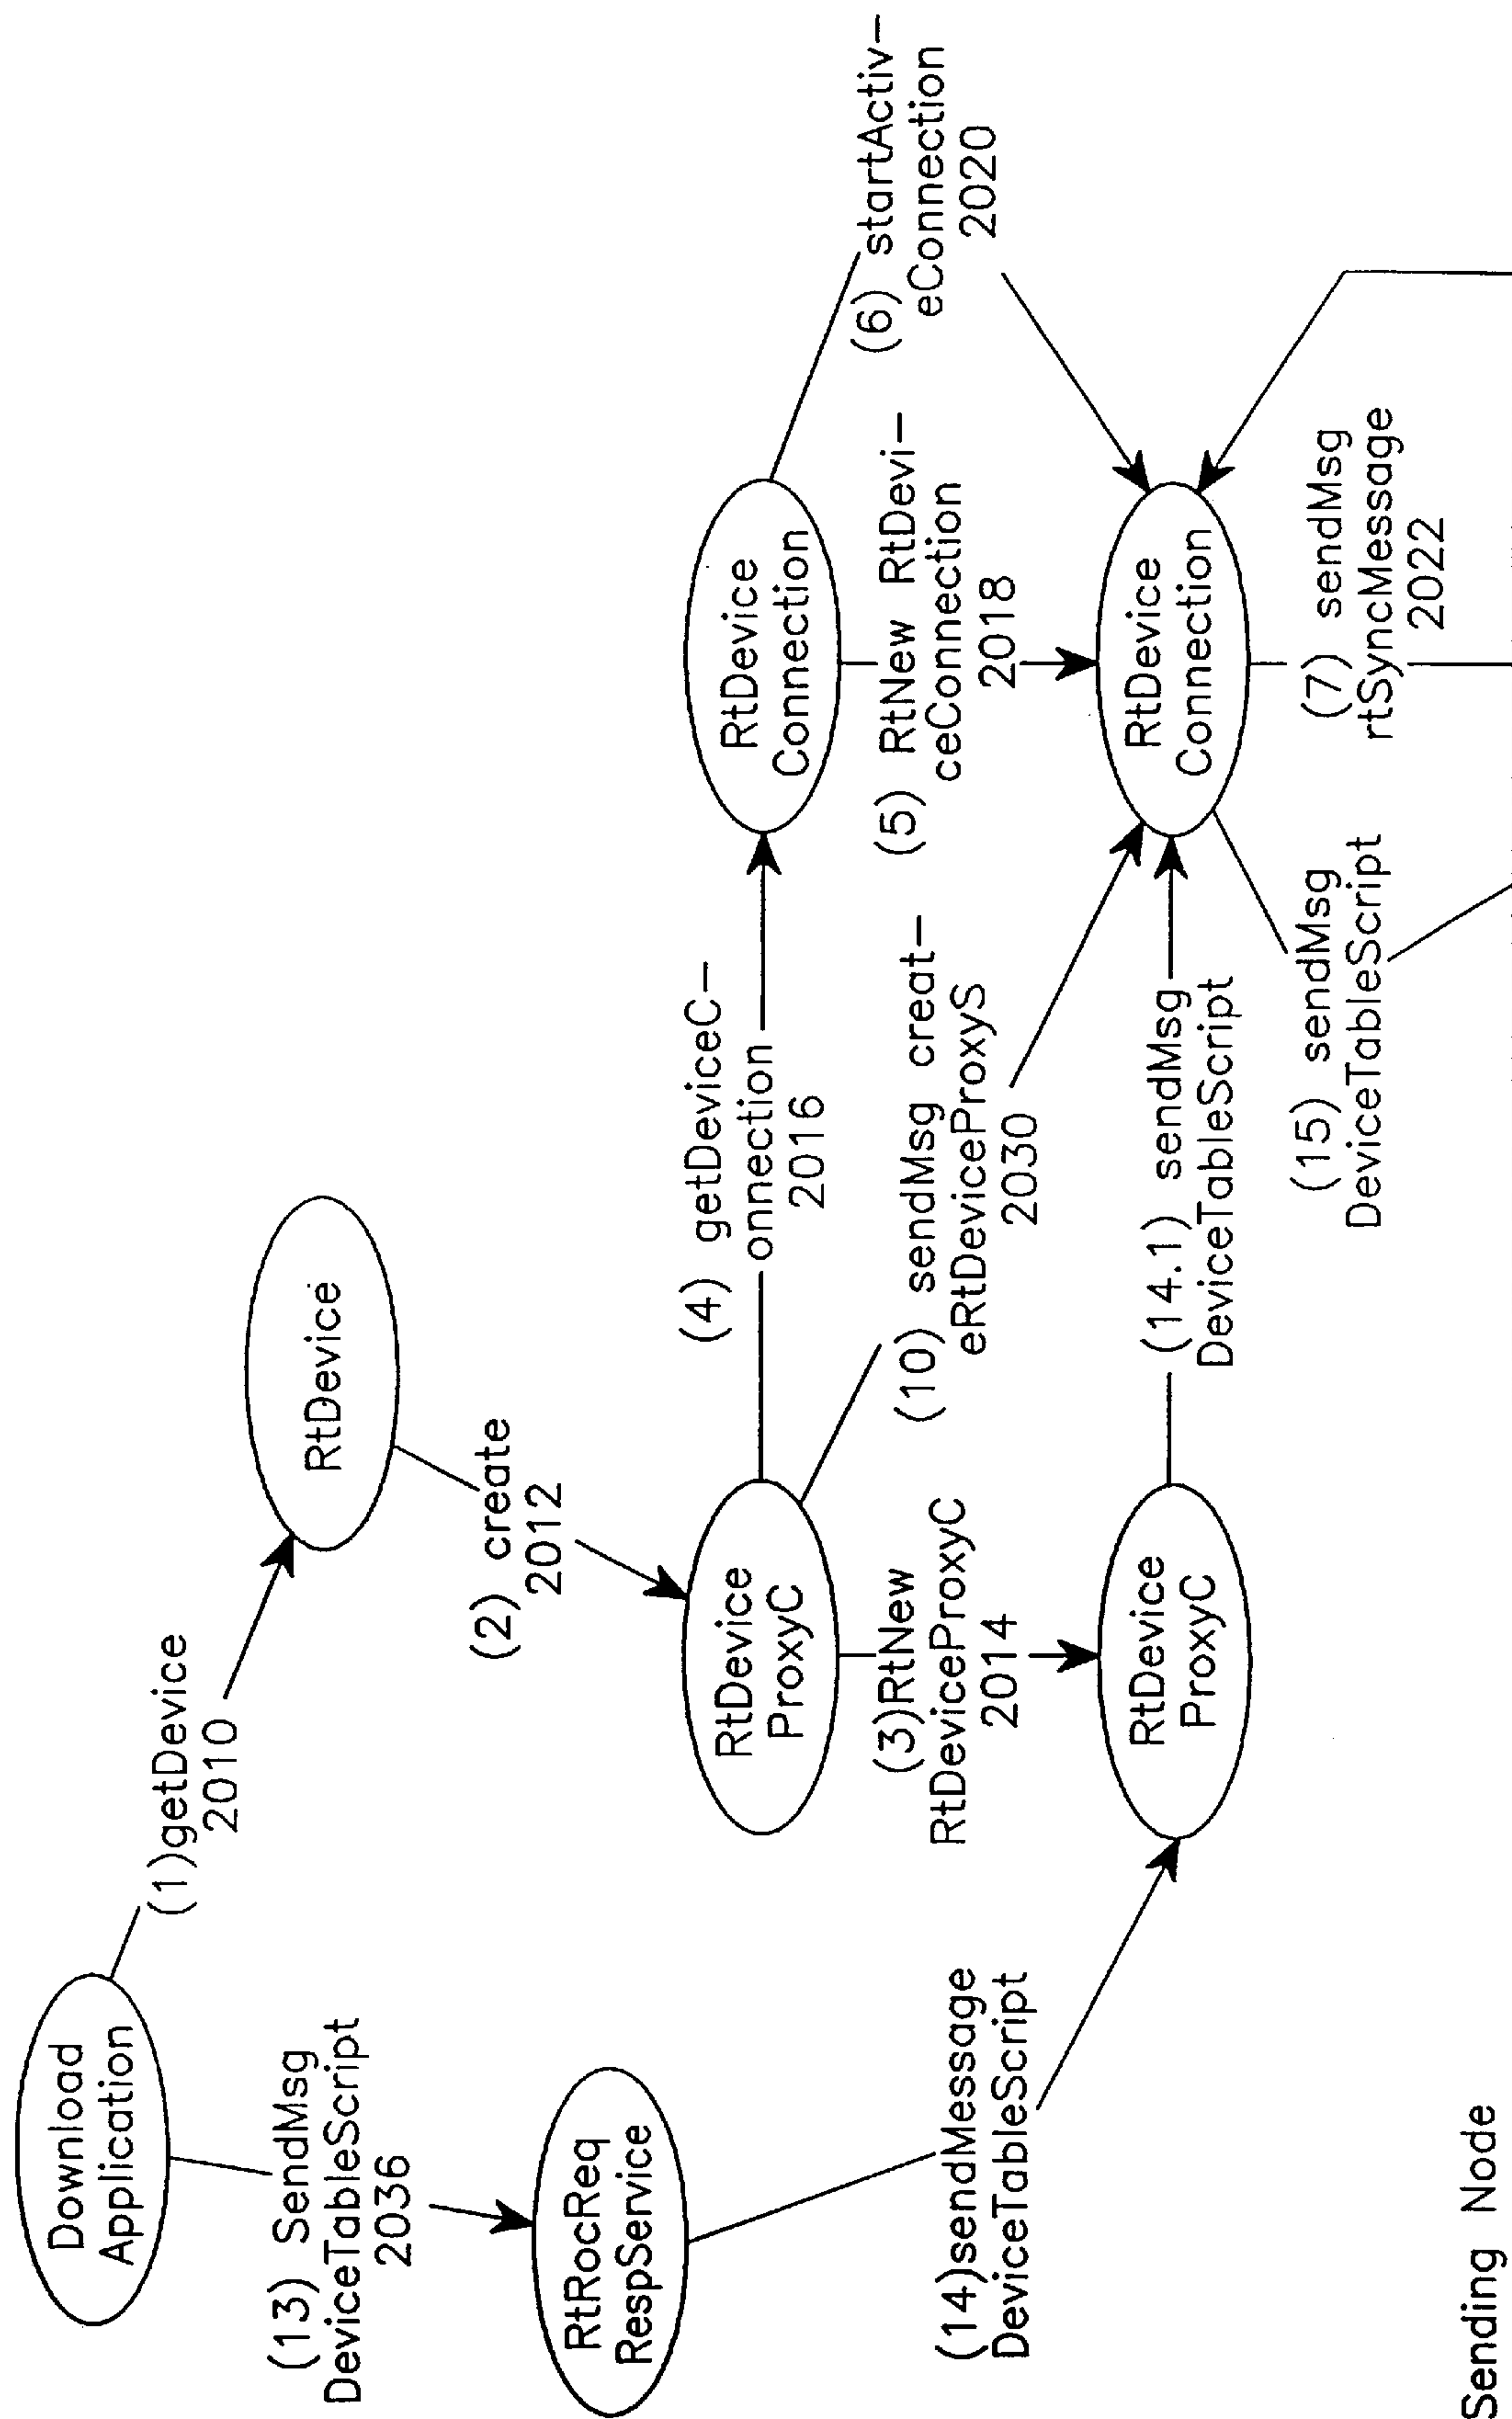 Download
Application
(1)getDevice
2010
RtDevice
(13) SendMsg
DeviceTableScript
2036
(2) create
2012
RtRocReq
RespService
RtDevice
ProxyC
(4) getDeviceC–
onnection
2016
RtDevice
Connection
(6) startActiv–
eConnection
2020
(3)RtNew
RtDeviceProxyC
2014
(10) sendMsg creat–
eRtDeviceProxyS
2030
(5) RtNew RtDevi–
ceConnection
2018
(14)sendMessage
DeviceTableScript
RtDevice
ProxyC
(14.1) sendMsg
DeviceTableScript
RtDevice
Connection
(15) sendMsg
DeviceTableScript
(7) sendMsg
rtSyncMessage
2022
Sending Node